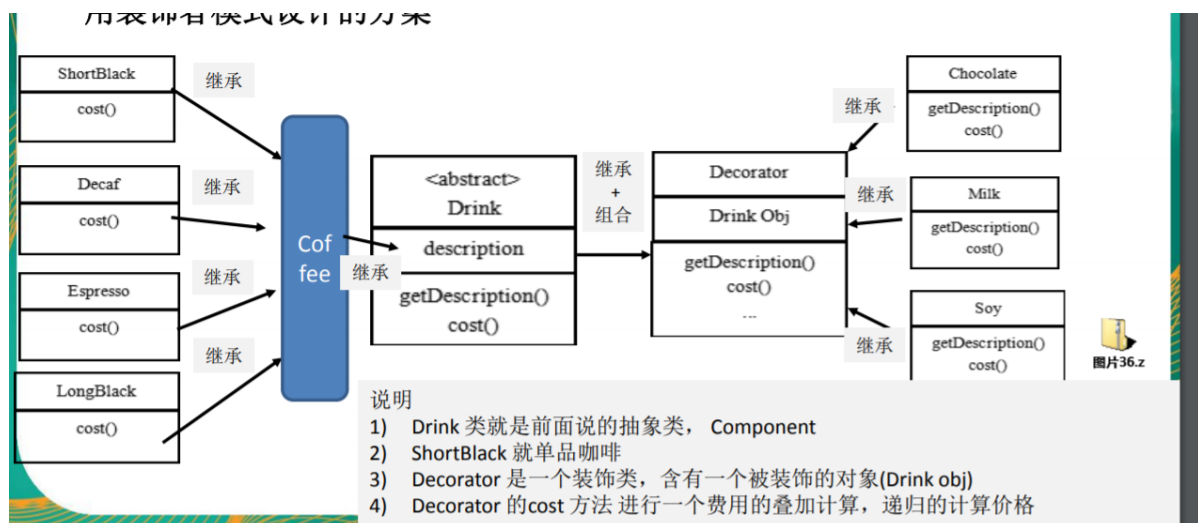 用装饰者模式设计的方案
ShortBlack
cost()
继承
Decaf
cost()
继承
Espresso
cost()
继承
LongBlack
cost()
继承
Cof
fee
继承
<abstract>
Drink
description
getDescription()
cost()
继承
+
组合
Decorator
Drink Obj
getDescription()
cost()
...
继承
Chocolate
getDescription()
cost()
继承
Milk
getDescription()
cost()
继承
Soy
getDescription()
cost()
图片36.z
说明
1) Drink 类就是前面说的抽象类， Component
2) ShortBlack 就单品咖啡
3) Decorator 是一个装饰类，含有一个被装饰的对象(Drink obj)
4) Decorator 的cost 方法 进行一个费用的叠加计算，递归的计算价格